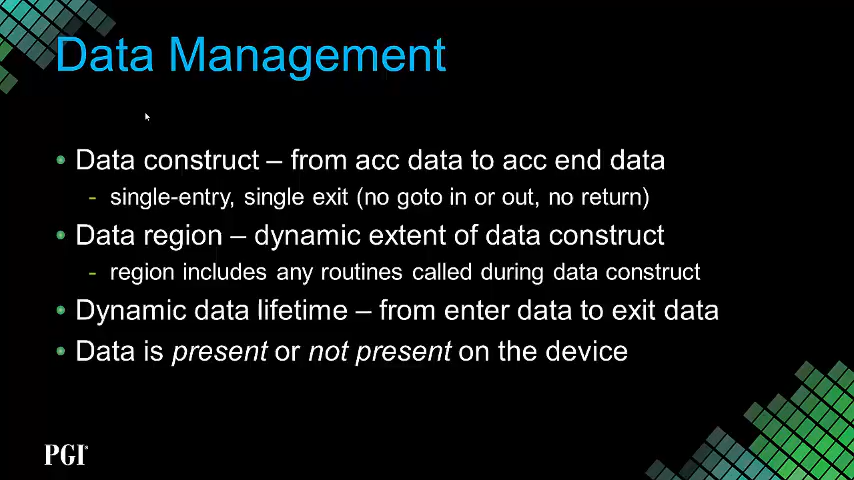 Data Management
• Data construct – from acc data to acc end data
- single-entry, single exit (no goto in or out, no return)
• Data region – dynamic extent of data construct
- region includes any routines called during data construct
• Dynamic data lifetime – from enter data to exit data
• Data is present or not present on the device
PGI®